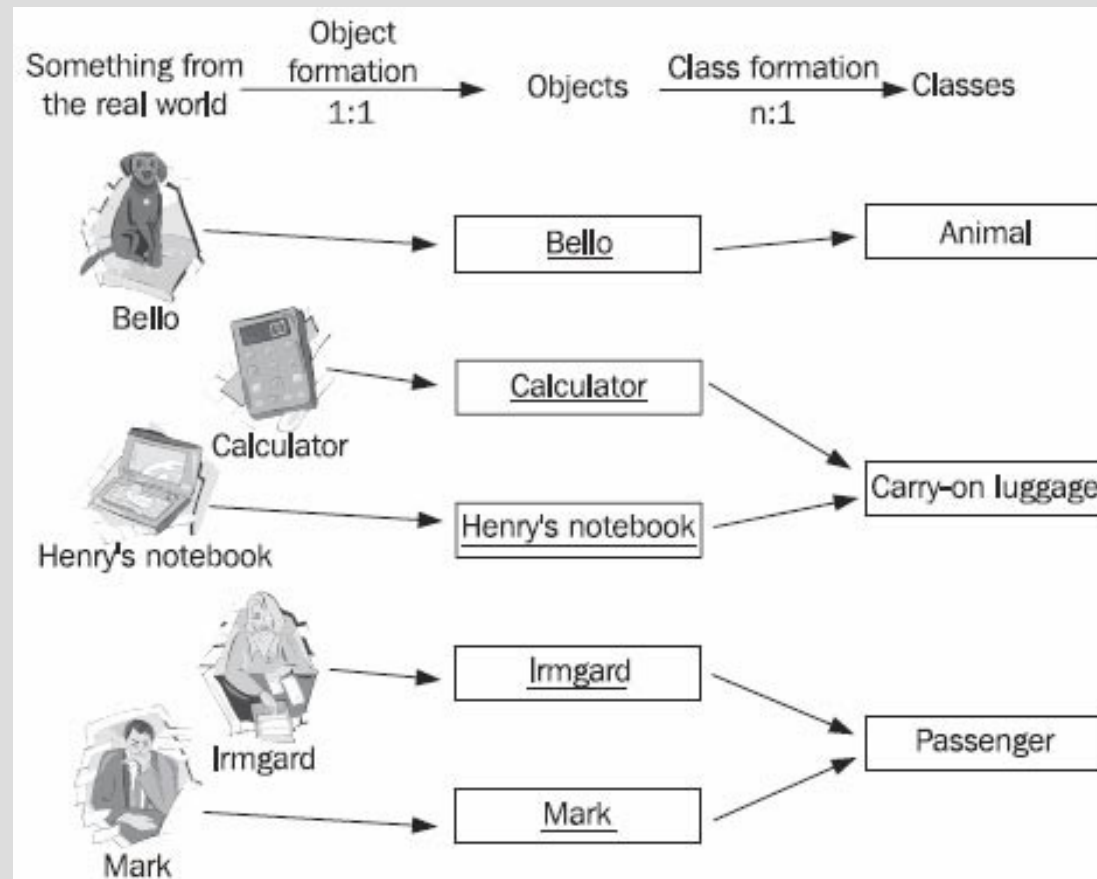 Something from
the real world
Object
formation
1:1
Objects
Class formation
n:1
Classes
Bello
Bello
Animal
Calculator
Calculator
Carry-on luggage
Henry's notebook
Henry's notebook
Irmgard
Irmgard
Passenger
Mark
Mark